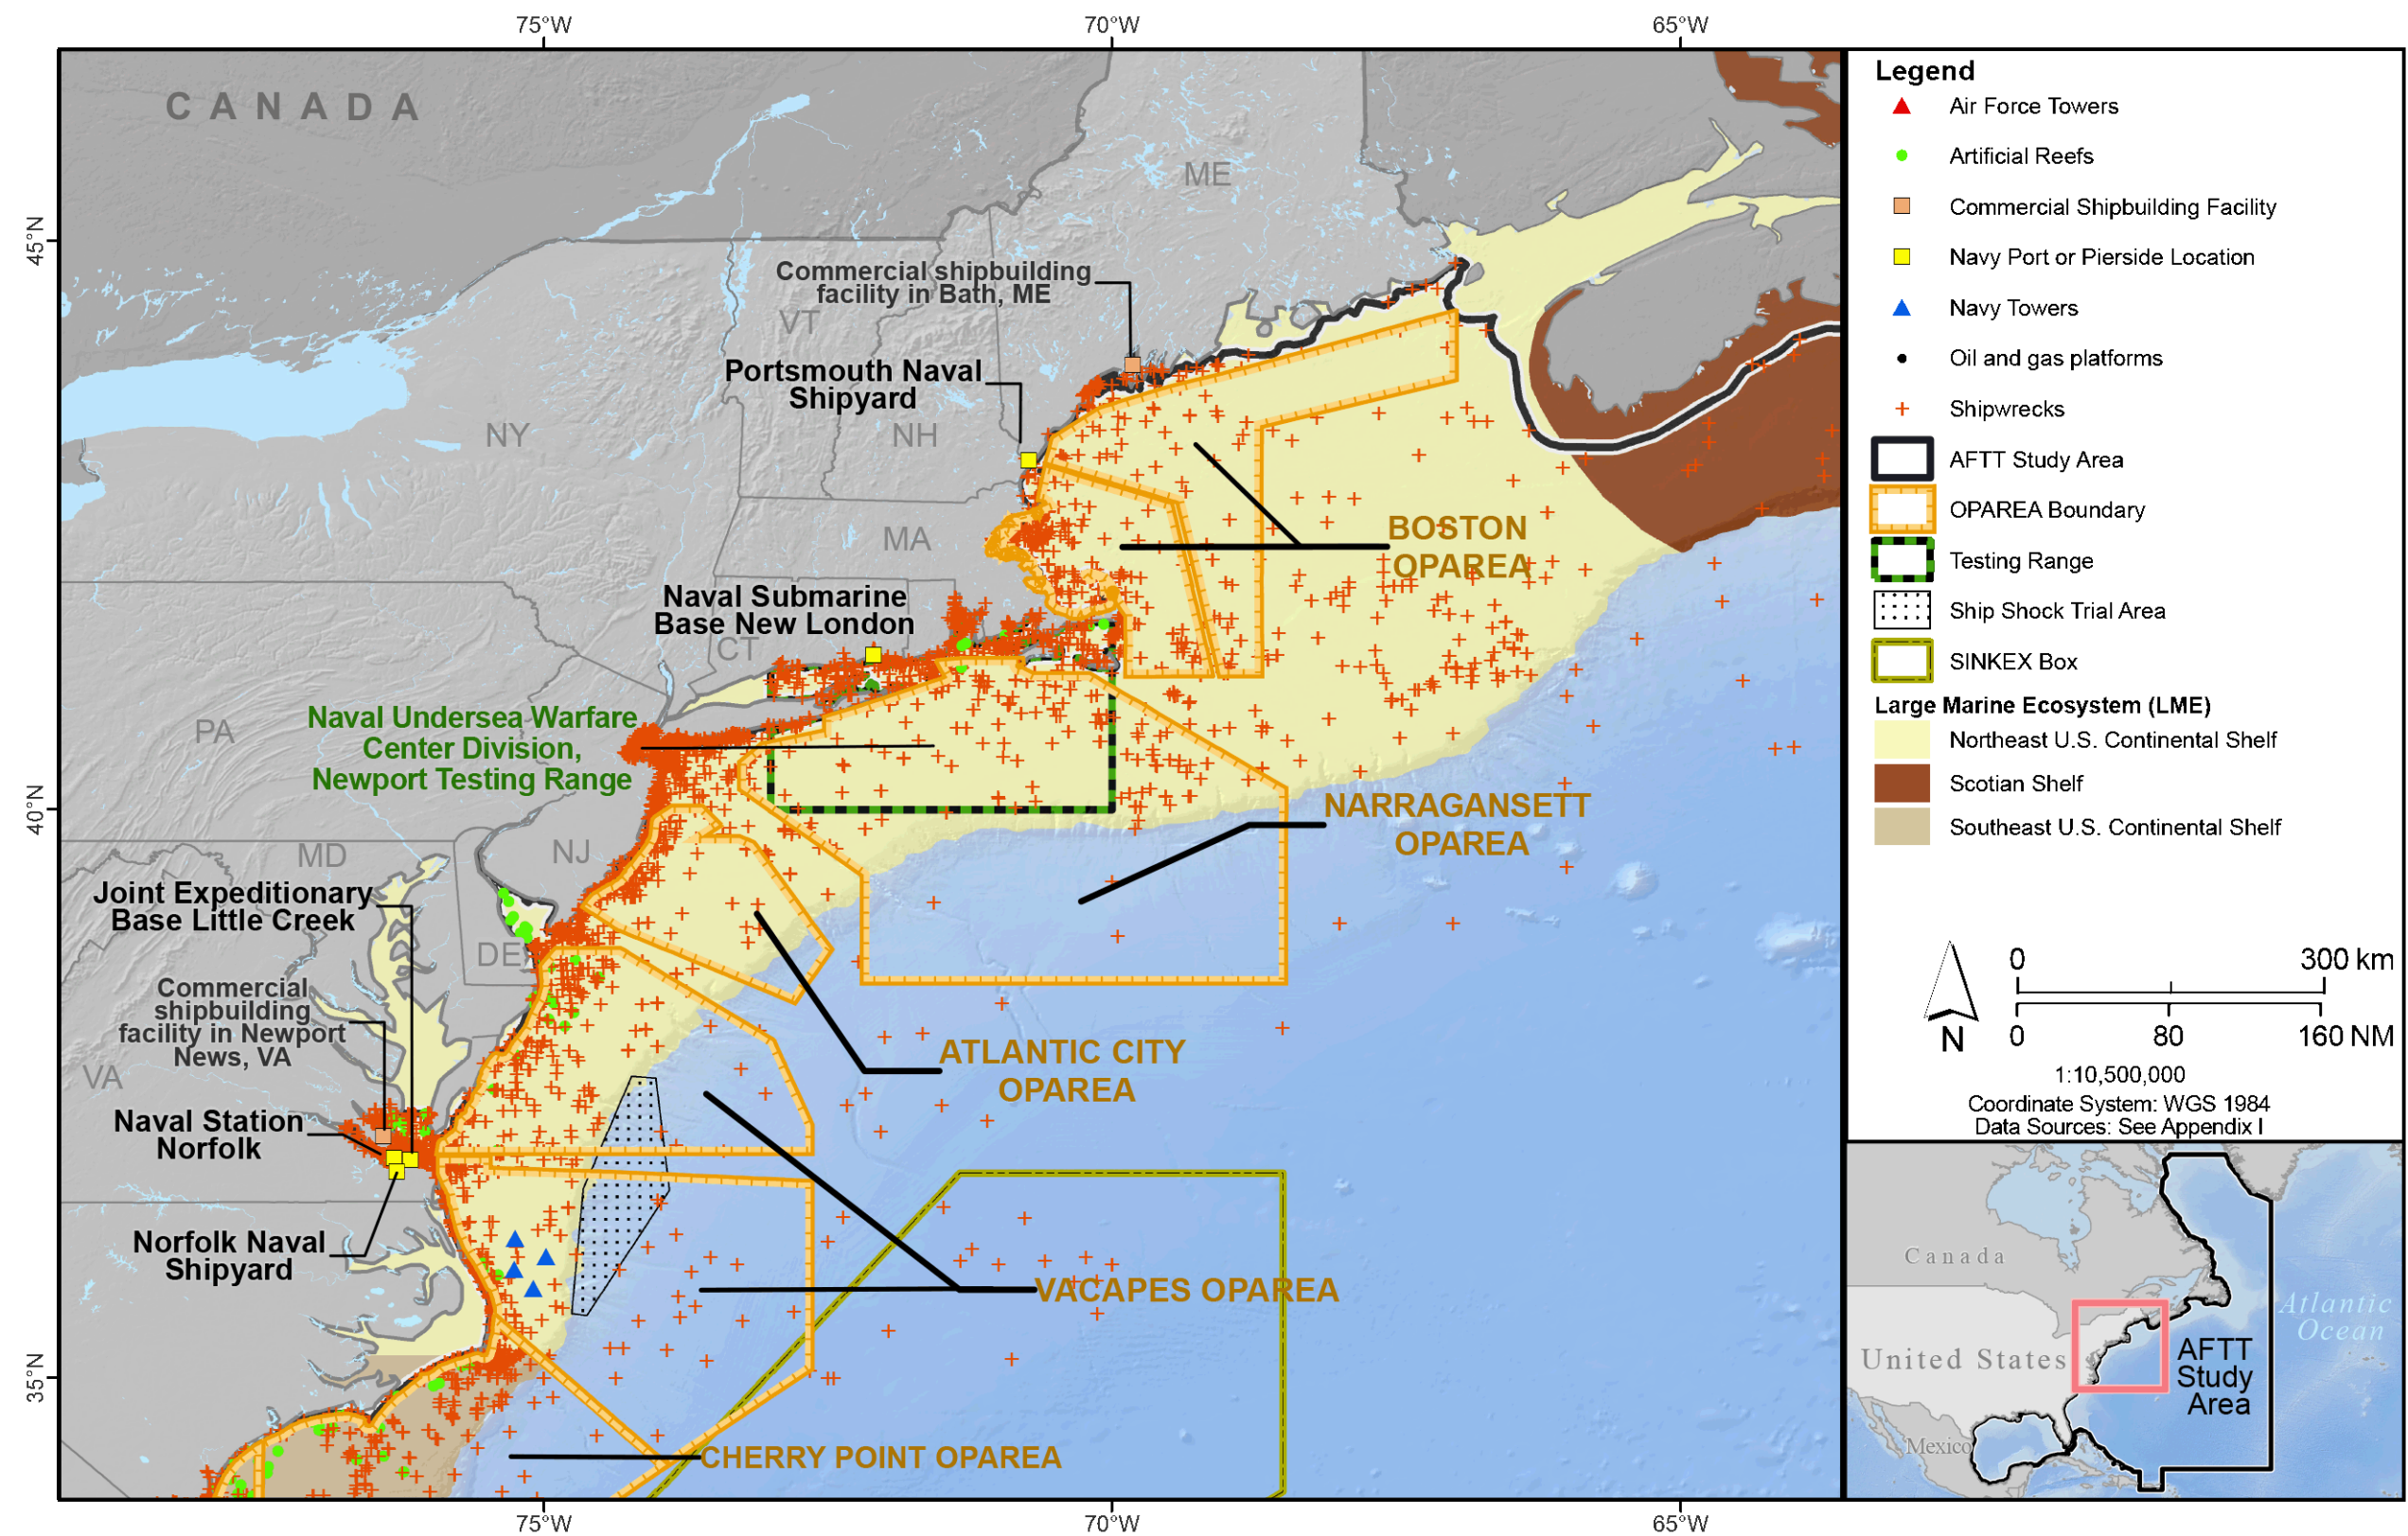 75°W
70°W
65°W
45°N
40°N
35°N
CANADA
ME
VT
NH
NY
MA
CT
PA
NJ
MD
DE
VA
Commercial shipbuilding
facility in Bath, ME
Portsmouth Naval
Shipyard
BOSTON
OPAREA
Naval Submarine
Base New London
Naval Undersea Warfare
Center Division,
Newport Testing Range
NARRAGANSETT
OPAREA
Joint Expeditionary
Base Little Creek
Commercial
shipbuilding
facility in Newport
News, VA
ATLANTIC CITY
OPAREA
Naval Station
Norfolk
Norfolk Naval
Shipyard
VACAPES OPAREA
CHERRY POINT OPAREA
75°W
70°W
65°W
Legend
Air Force Towers
Artificial Reefs
Commercial Shipbuilding Facility
Navy Port or Pierside Location
Navy Towers
Oil and gas platforms
Shipwrecks
AFTT Study Area
OPAREA Boundary
Testing Range
Ship Shock Trial Area
SINKEX Box
Large Marine Ecosystem (LME)
Northeast U.S. Continental Shelf
Scotian Shelf
Southeast U.S. Continental Shelf
N
0 300 km
0 80 160 NM
1:10,500,000
Coordinate System: WGS 1984
Data Sources: See Appendix I
Canada
United States
Mexico
Atlantic
Ocean
AFTT
Study
Area